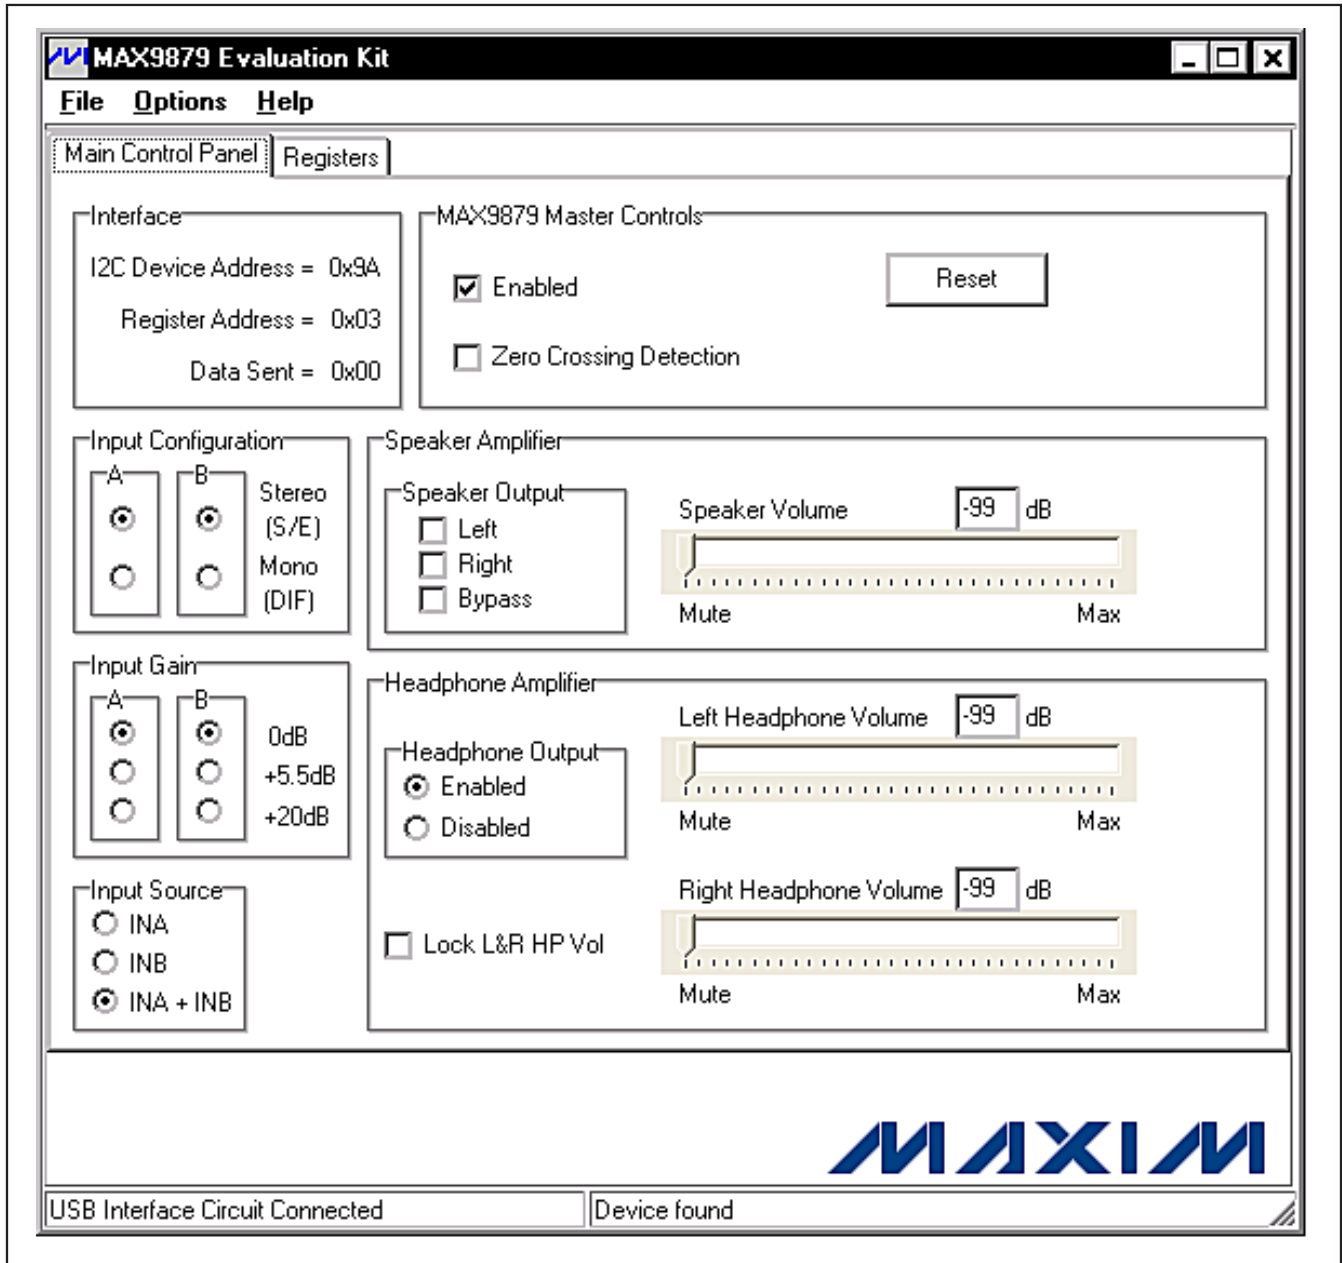 MAX9879 Evaluation Kit
File Options Help
Main Control Panel Registers
Interface
I2C Device Address = 0x9A
Register Address = 0x03
Data Sent = 0x00
MAX9879 Master Controls
Enabled
Reset
Zero Crossing Detection
Input Configuration
A B
Stereo
(S/E)
Mono
(DIF)
Speaker Amplifier
Speaker Output
Left
Right
Bypass
Speaker Volume -99 dB
Mute Max
Input Gain
A B
0dB
+5.5dB
+20dB
Headphone Amplifier
Headphone Output
Enabled
Disabled
Left Headphone Volume -99 dB
Mute Max
Input Source
INA
INB
INA + INB
Lock L&R HP Vol
Right Headphone Volume -99 dB
Mute Max
MAXIM
USB Interface Circuit Connected Device found